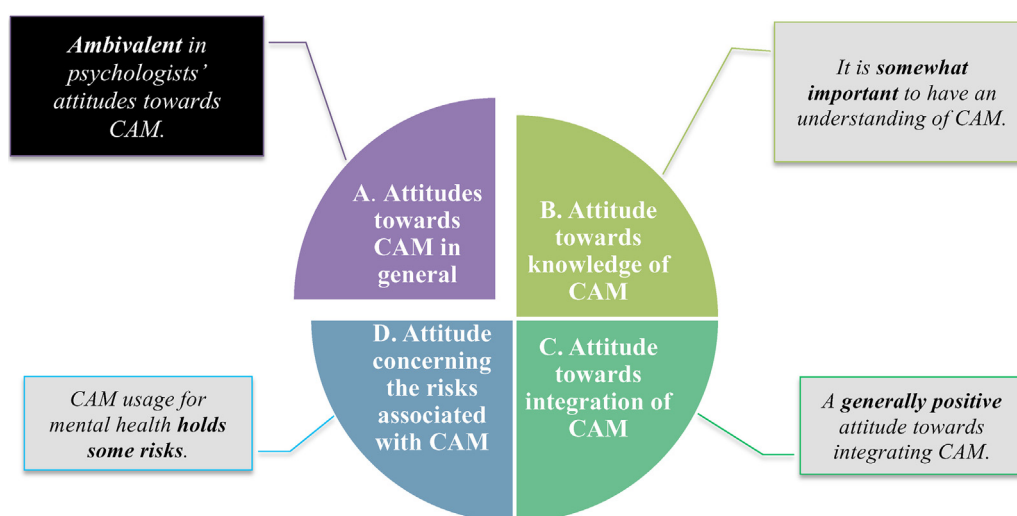 Ambivalent in
psychologists’
attitudes towards
CAM.
It is somewhat
important to have an
understanding of CAM.
A. Attitudes
towards
CAM in
general
B. Attitude
towards
knowledge of
CAM
D. Attitude
concerning
the risks
associated
with CAM
C. Attitude
towards
integration of
CAM
CAM usage for
mental health holds
some risks.
A generally positive
attitude towards
integrating CAM.